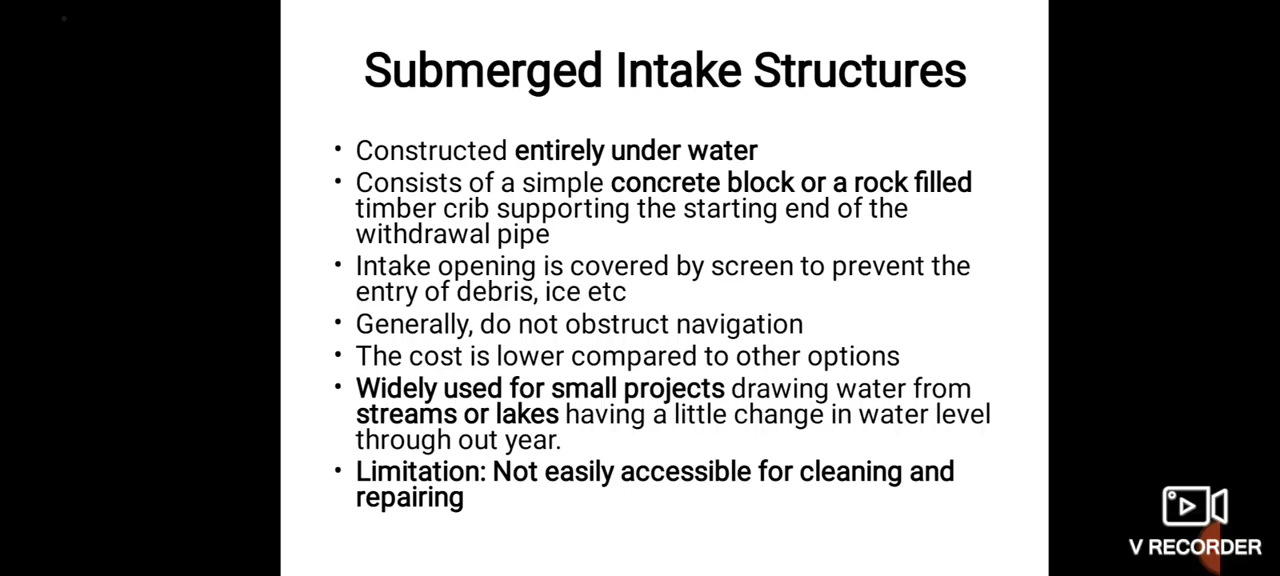 Submerged Intake Structures
• Constructed entirely under water
• Consists of a simple concrete block or a rock filled
timber crib supporting the starting end of the
withdrawal pipe
• Intake opening is covered by screen to prevent the
entry of debris, ice etc
• Generally, do not obstruct navigation
• The cost is lower compared to other options
• Widely used for small projects drawing water from
streams or lakes having a little change in water level
through out year.
• Limitation: Not easily accessible for cleaning and
repairing
V RECORDER